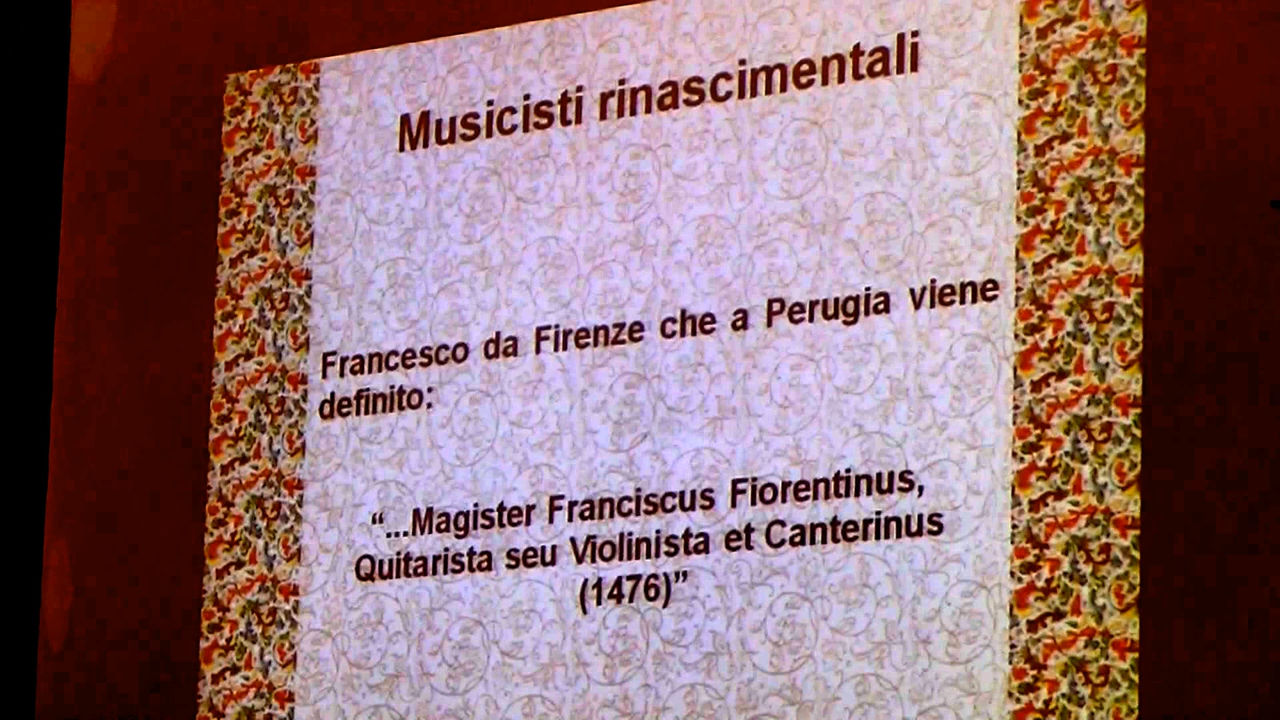 Musicisti rinascimentali
Francesco da Firenze che a Perugia viene
definito:
“...Magister Franciscus Fiorentinus,
Quitarista seu Violinista et Canterinus
(1476)”